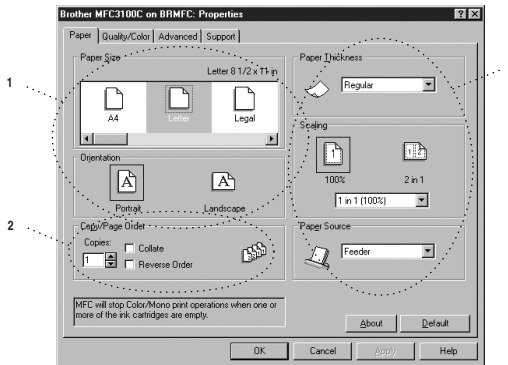 Brother MFC3100C on BRMFC: Properties
Paper Quality/Color Advanced Support
Paper Size
Letter 8 1/2 x 11 in
A4 Letter Legal
Orientation
Portrait Landscape
Copy/Page Order
Copies:
1
Collate
Reverse Order
MFC will stop Color/Mono print operations when one or
more of the ink cartridges are empty.
Paper Thickness
Regular
Scaling
1 1 2
100% 2 in 1
1 in 1 (100%)
Paper Source
Feeder
About Default
OK Cancel Apply Help
1
2